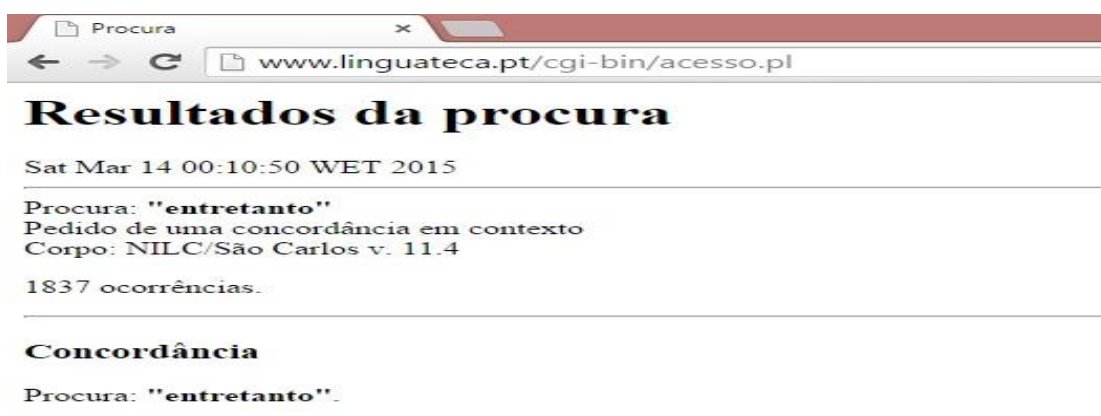 Procura
www.linguateca.pt/cgi-bin/acesso.pl
Resultados da procura
Sat Mar 14 00:10:50 WET 2015
Procura: "entretanto"
Pedido de uma concordância em contexto
Corpo: NILC/São Carlos v. 11.4
1837 ocorrências.
Concordância
Procura: "entretanto".